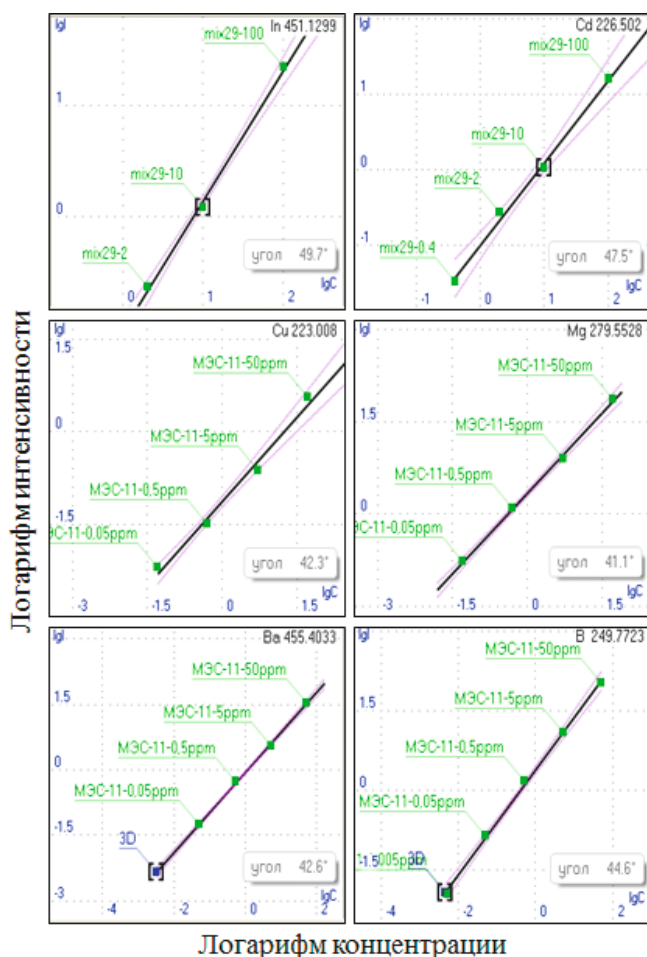 Логарифм интенсивности
lgI
In 451.1299
mix29-100
1
mix29-10
0
mix29-2
угол 49.7°
0
1
2
lgC
lgI
Cd 226.502
mix29-100
1
mix29-10
0
mix29-2
-1
mix29-0.4
угол 47.5°
-1
0
1
2
lgC
lgI
Cu 223.008
1.5
МЭС-11-50ppm
0
МЭС-11-5ppm
МЭС-11-0.5ppm
-1.5
ЭС-11-0.05ppm
угол 42.3°
-3
-1.5
0
1.5
lgC
lgI
Mg 279.5528
МЭС-11-50ppm
1.5
МЭС-11-5ppm
МЭС-11-0.5ppm
0
ЭС-11-0.05ppm
угол 41.1°
-1.5
0
1.5
lgC
lgI
Ba 455.4033
МЭС-11-50ppm
1.5
МЭС-11-5ppm
0
МЭС-11-0.5ppm
МЭС-11-0.05ppm
-1.5
3D
угол 42.6°
-3
-4
-2
0
2
lgC
lgI
B 249.7723
МЭС-11-50ppm
1.5
МЭС-11-5ppm
МЭС-11-0.5ppm
0
МЭС-11-0.05ppm
-1.5
005ppm
3D
угол 44.6°
-4
-2
0
2
lgC
Логарифм концентрации